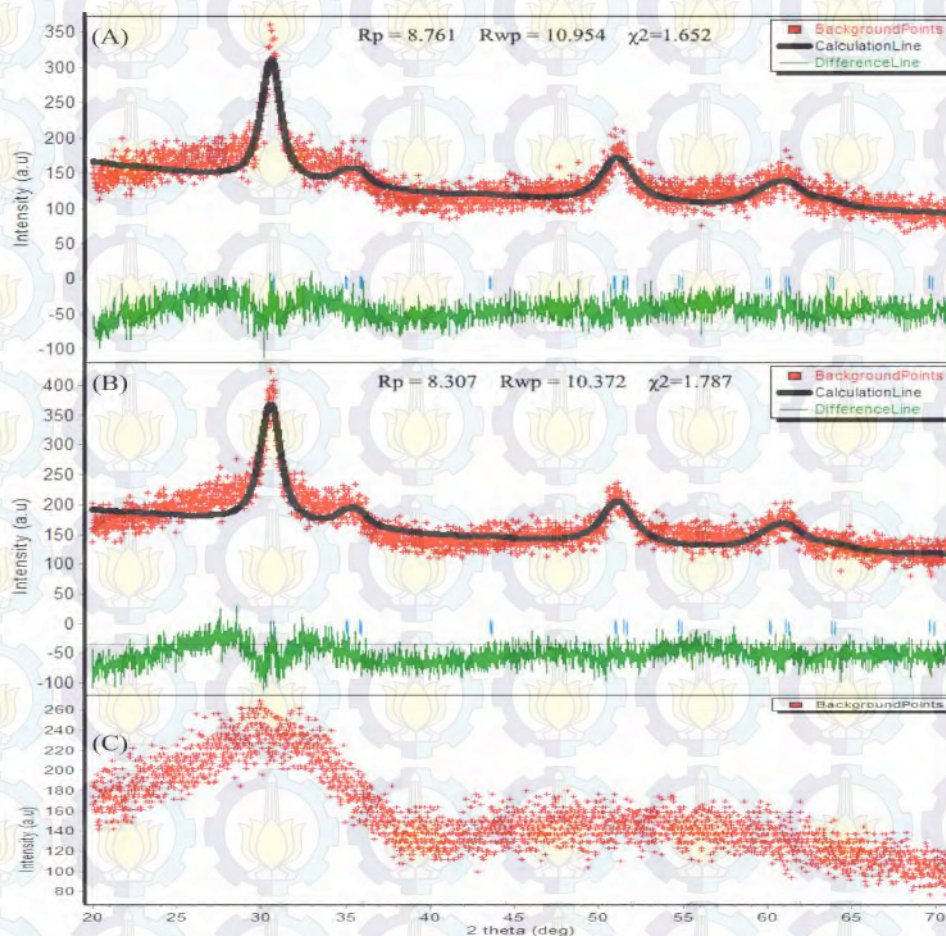 (A)
Rp = 8.761 Rwp = 10.954 χ2=1.652
BackgroundPoints
CalculationLine
DifferenceLine
350
300
250
200
150
100
50
0
-50
-100
Intensity (a.u)
(B)
Rp = 8.307 Rwp = 10.372 χ2=1.787
BackgroundPoints
CalculationLine
DifferenceLine
400
350
300
250
200
150
100
50
0
-50
-100
Intensity (a.u)
(C)
BackgroundPoints
260
240
220
200
180
160
140
120
100
80
Intensity (a.u)
20 25 30 35 40 45 50 55 60 65 70
2 theta (deg)